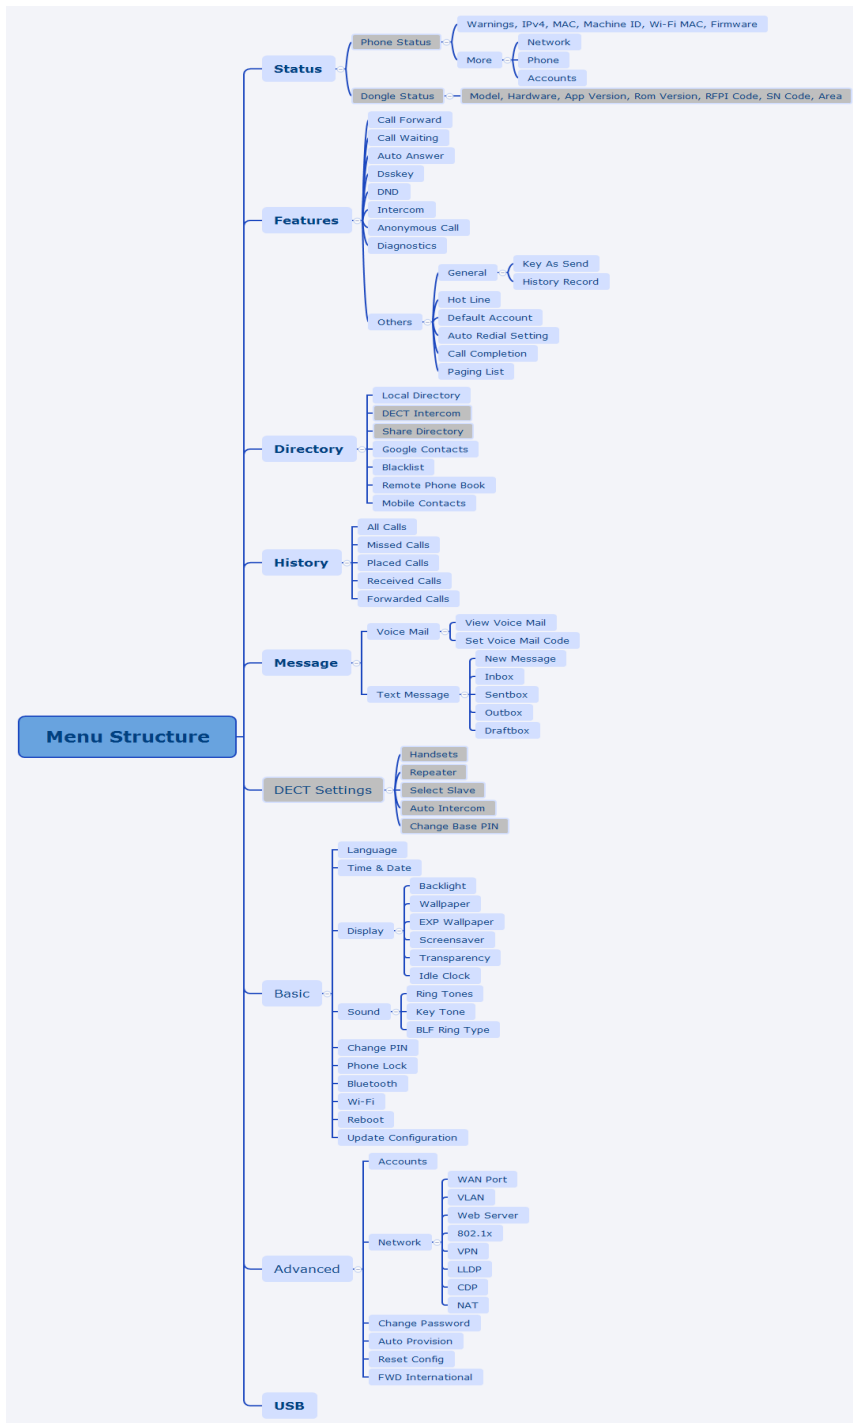 Menu Structure
Status
Phone Status
Warnings, IPv4, MAC, Machine ID, Wi-Fi MAC, Firmware
More
Network
Phone
Accounts
Dongle Status
Model, Hardware, App Version, Rom Version, RFPI Code, SN Code, Area
Features
Call Forward
Call Waiting
Auto Answer
Dsskey
DND
Intercom
Anonymous Call
Diagnostics
Others
General
Key As Send
History Record
Hot Line
Default Account
Auto Redial Setting
Call Completion
Paging List
Directory
Local Directory
DECT Intercom
Share Directory
Google Contacts
Blacklist
Remote Phone Book
Mobile Contacts
History
All Calls
Missed Calls
Placed Calls
Received Calls
Forwarded Calls
Message
Voice Mail
View Voice Mail
Set Voice Mail Code
Text Message
New Message
Inbox
Sentbox
Outbox
Draftbox
DECT Settings
Handsets
Repeater
Select Slave
Auto Intercom
Change Base PIN
Basic
Language
Time & Date
Display
Backlight
Wallpaper
EXP Wallpaper
Screensaver
Transparency
Idle Clock
Sound
Ring Tones
Key Tone
BLF Ring Type
Change PIN
Phone Lock
Bluetooth
Wi-Fi
Reboot
Update Configuration
Advanced
Accounts
Network
WAN Port
VLAN
Web Server
802.1x
VPN
LLDP
CDP
NAT
Change Password
Auto Provision
Reset Config
FWD International
USB